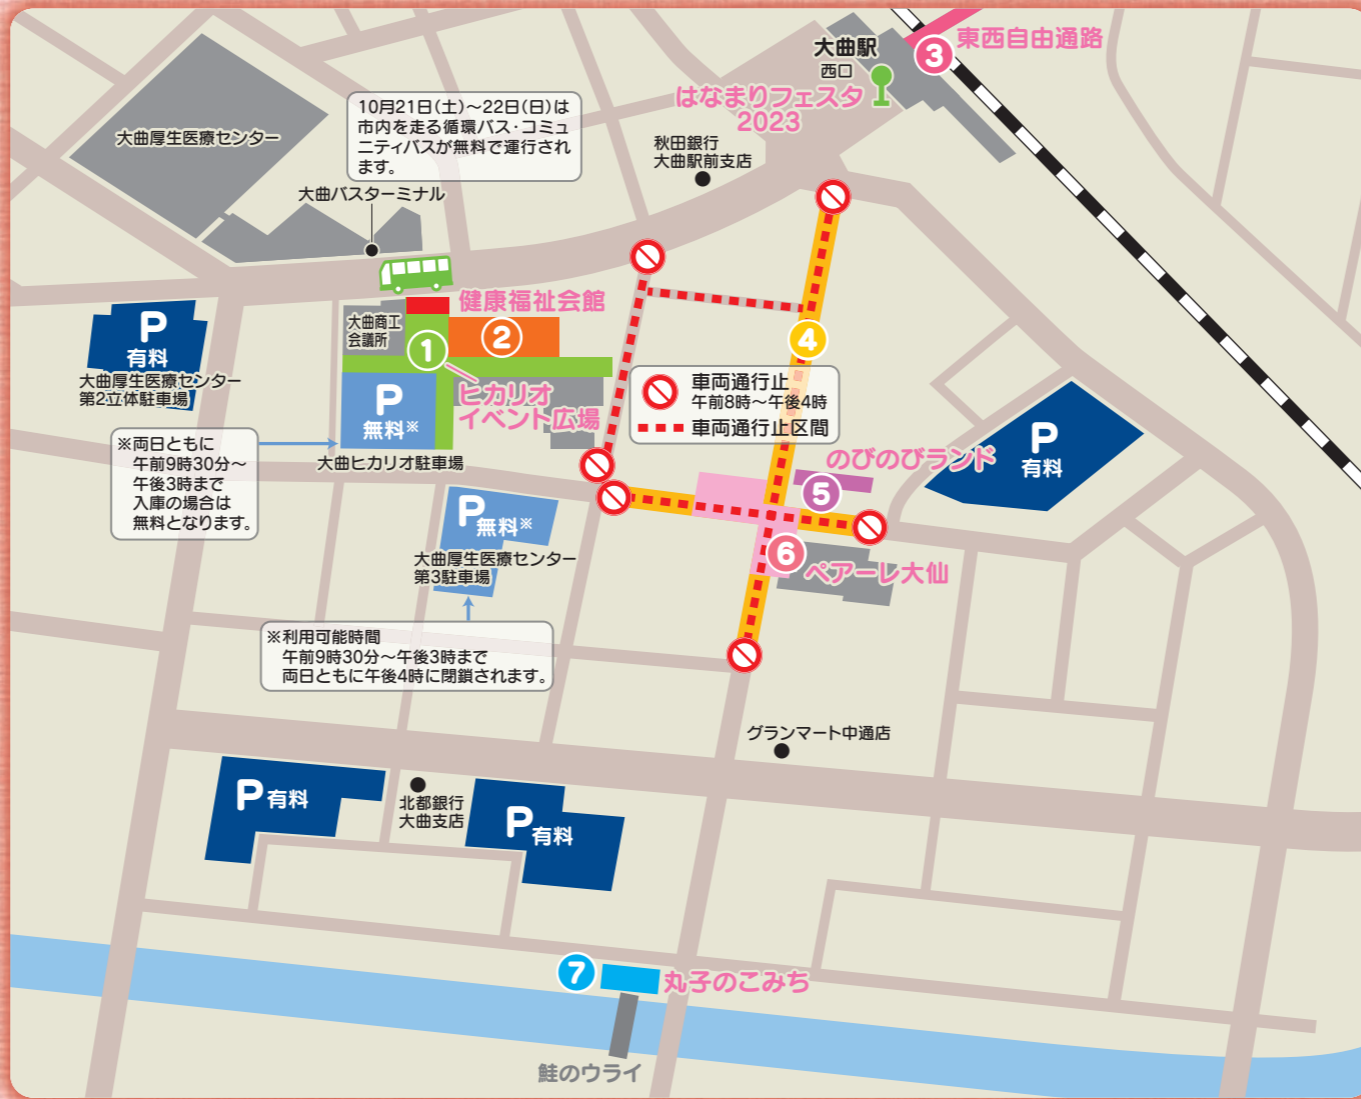 大曲駅
西口
3
東西自由通路
はなまりフェスタ
2023
秋田銀行
大曲駅前支店
大曲厚生医療センター
10月21日(土)～22日(日)は
市内を走る循環バス・コミュ
ニティバスが無料で運行され
ます。
大曲バスターミナル
健康福祉会館
大曲商工
会議所
1
2
ヒカリオ
イベント広場
P
有料
大曲厚生医療センター
第2立体駐車場
P
無料※
大曲ヒカリオ駐車場
※両日ともに
午前9時30分～
午後3時まで
入庫の場合は
無料となります。
4
車両通行止
午前8時～午後4時
車両通行止区間
のびのびランド
5
P
有料
6
ペアーレ大仙
P無料※
大曲厚生医療センター
第3駐車場
※利用可能時間
午前9時30分～午後3時まで
両日ともに午後4時に閉鎖されます。
グランマート中通店
P有料
北都銀行
大曲支店
P有料
7
丸子のこみち
鮭のウライ